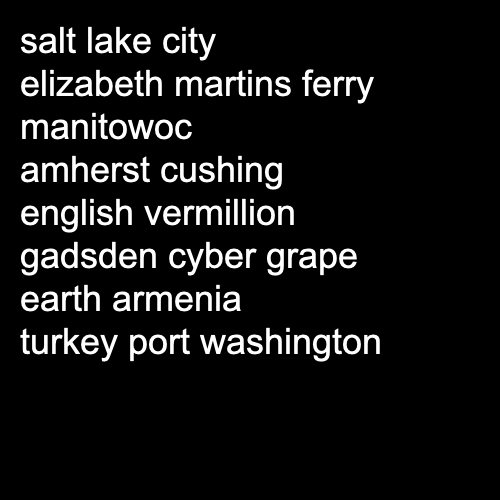 salt lake city
elizabeth martins ferry
manitowoc
amherst cushing
english vermillion
gadsden cyber grape
earth armenia
turkey port washington